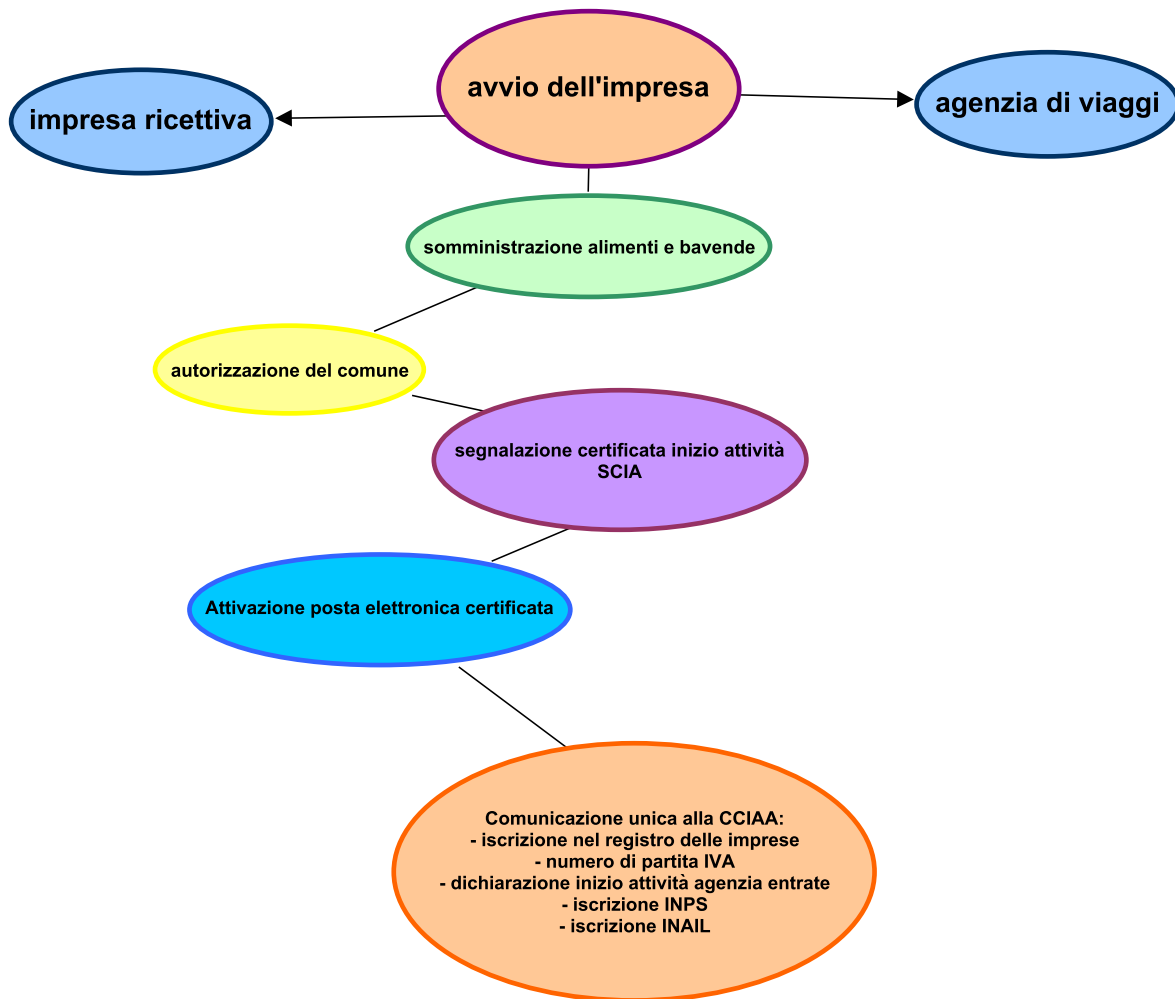 avvio dell'impresa
impresa ricettiva
agenzia di viaggi
somministrazione alimenti e bavende
autorizzazione del comune
segnalazione certificata inizio attività
SCIA
Attivazione posta elettronica certificata
Comunicazione unica alla CCIAA:
- iscrizione nel registro delle imprese
- numero di partita IVA
- dichiarazione inizio attività agenzia entrate
- iscrizione INPS
- iscrizione INAIL